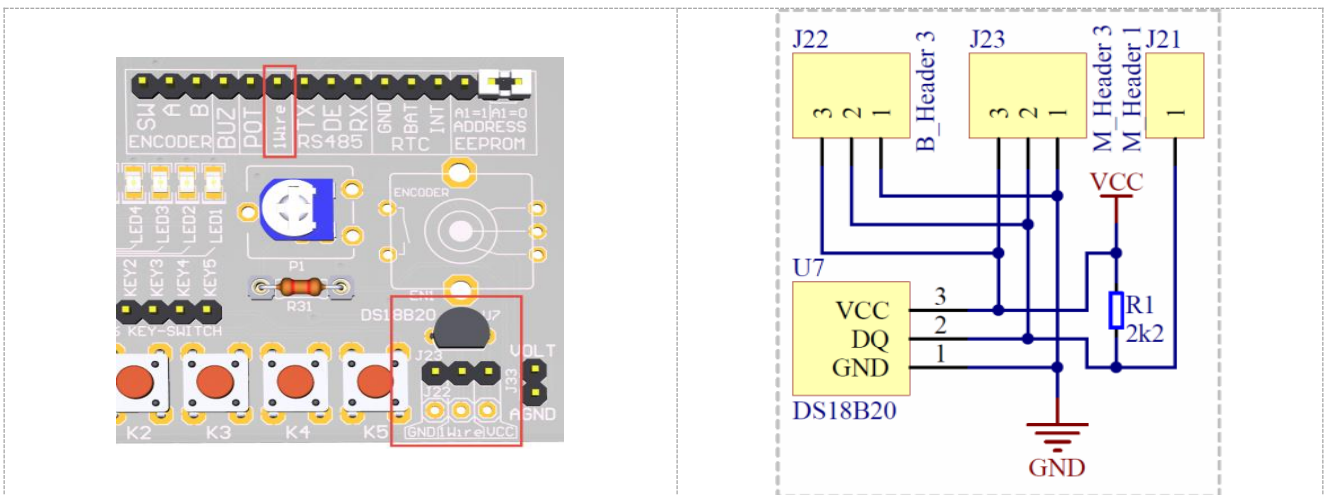 SW
A
B
BUZ
POT
1Wire
TX
DE
RX
GND
BAT
INT
A1=1
A1=0
ENCODER
RS485
RTC
ADDRESS
EEPROM
LED4
LED3
LED2
LED1
ENCODER
KEY2
KEY3
KEY4
KEY5
P1
R31
EN1
DS18B20
U7
S KEY-SWITCH
J23
VOLT
J33
J22
AGND
K2
K3
K4
K5
GND
1Wire
VCC
J22
J23
J21
3 2 1
3 2 1
1
B_Header 3
M_Header 3
M_Header 1
VCC
U7
VCC 3
DQ 2
GND 1
R1
2k2
DS18B20
GND